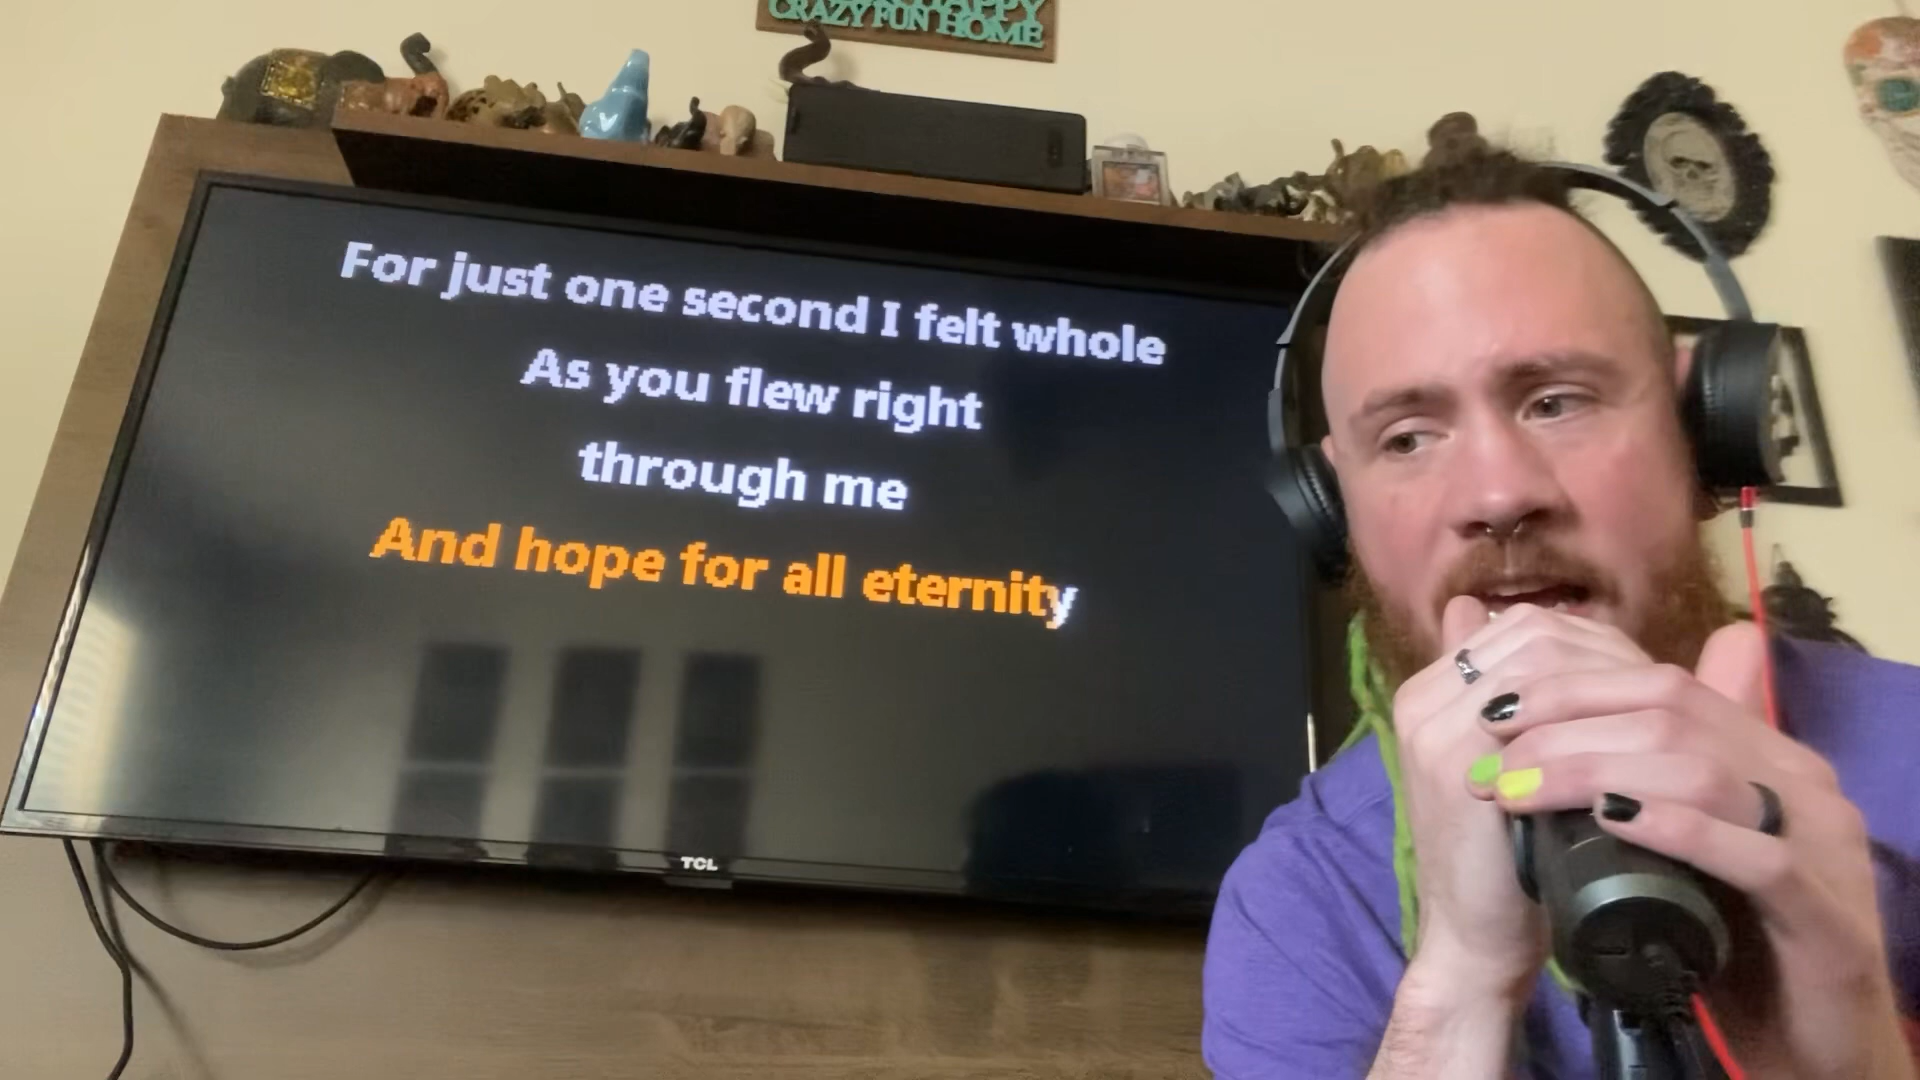 HAPPY
CRAZY FUN HOME
For just one second I felt whole
As you flew right
through me
And hope for all eternity
TCL